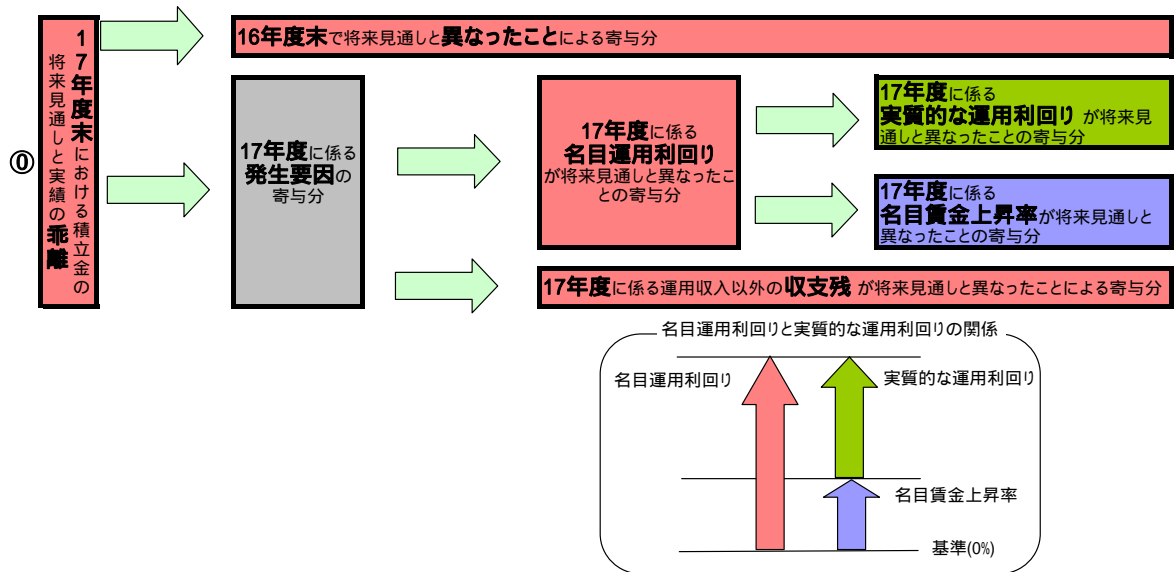 ⓪
17年度末における積立金の
将来見通しと実績の乖離
16年度末で将来見通しと異なったことによる寄与分
17年度に係る
発生要因の
寄与分
17年度に係る
名目運用利回り
が将来見通しと異なったこ
との寄与分
17年度に係る
実質的な運用利回り が将来見
通しと異なったことの寄与分
17年度に係る
名目賃金上昇率が将来見通しと
異なったことの寄与分
17年度に係る運用収入以外の収支残 が将来見通しと異なったことによる寄与分
名目運用利回りと実質的な運用利回りの関係
名目運用利回り
実質的な運用利回り
名目賃金上昇率
基準(0%)